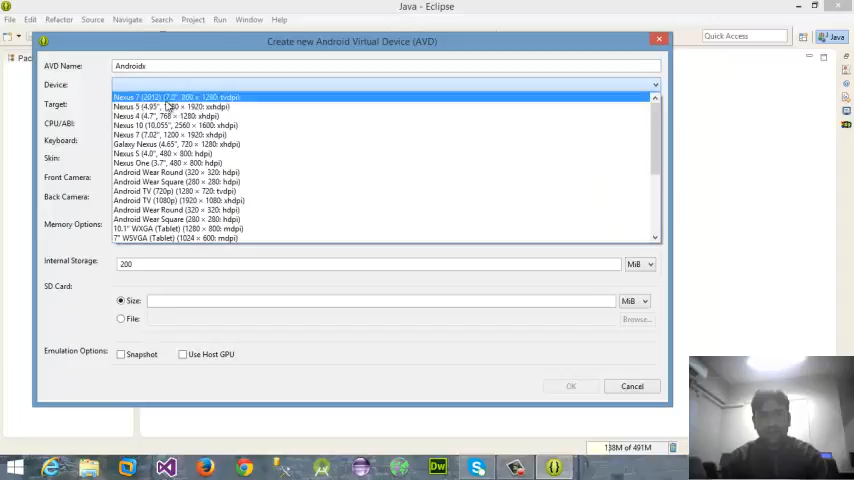 Java - Eclipse
File Edit Refactor Source Navigate Search Project Run Window Help
Quick Access
Java
Pac
Create new Android Virtual Device (AVD)
AVD Name: Androidx
Device:
Target:
CPU/ABI:
Keyboard:
Skin:
Front Camera:
Back Camera:
Memory Options:
Nexus 7 (2012) (7.0", 800 × 1280: tvdpi)
Nexus 5 (4.95", 1080 × 1920: xxhdpi)
Nexus 4 (4.7", 768 × 1280: xhdpi)
Nexus 10 (10.055", 2560 × 1600: xhdpi)
Nexus 7 (7.02", 1200 × 1920: xhdpi)
Galaxy Nexus (4.65", 720 × 1280: xhdpi)
Nexus S (4.0", 480 × 800: hdpi)
Nexus One (3.7", 480 × 800: hdpi)
Android Wear Round (320 × 320: hdpi)
Android Wear Square (280 × 280: hdpi)
Android TV (720p) (1280 × 720: tvdpi)
Android TV (1080p) (1920 × 1080: xhdpi)
Android Wear Round (320 × 320: hdpi)
Android Wear Square (280 × 280: hdpi)
10.1" WXGA (Tablet) (1280 × 800: mdpi)
7" WSVGA (Tablet) (1024 × 600: mdpi)
Internal Storage: 200 MiB
SD Card:
Size: MiB
File: Browse...
Emulation Options: Snapshot Use Host GPU
OK Cancel
138M of 491M
Dw